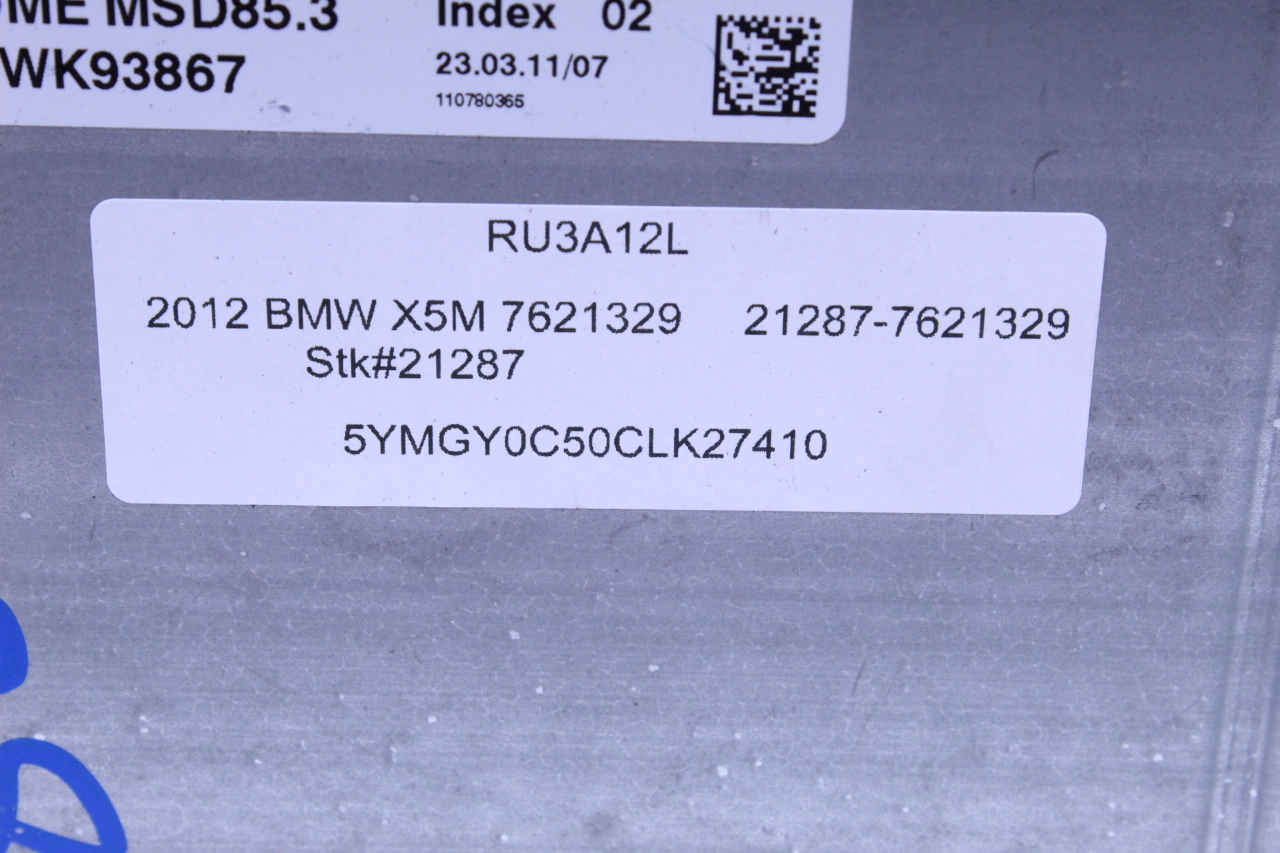 ME MSD85.3 Index 02
WK93867 23.03.11/07
110780365
RU3A12L
2012 BMW X5M 7621329 21287-7621329
Stk#21287
5YMGY0C50CLK27410